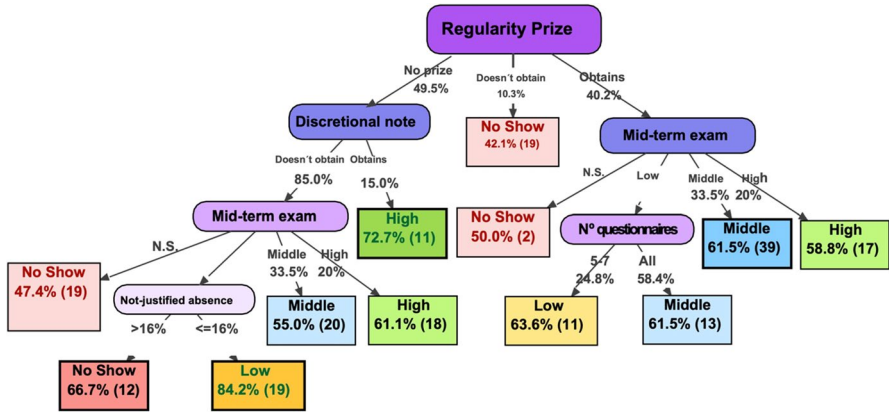 Regularity Prize
No prize
49.5%
Doesn´t obtain
10.3%
Obtains
40.2%
Discretional note
No Show
42.1% (19)
Mid-term exam
Doesn´t obtain
85.0%
Obtains
15.0%
N.S.
Low
Middle
33.5%
High
20%
Mid-term exam
High
72.7% (11)
No Show
50.0% (2)
Nº questionnaires
Middle
61.5% (39)
High
58.8% (17)
N.S.
Middle
33.5%
High
20%
5-7
24.8%
All
58.4%
No Show
47.4% (19)
Not-justified absence
Middle
55.0% (20)
High
61.1% (18)
Low
63.6% (11)
Middle
61.5% (13)
>16%
<=16%
No Show
66.7% (12)
Low
84.2% (19)